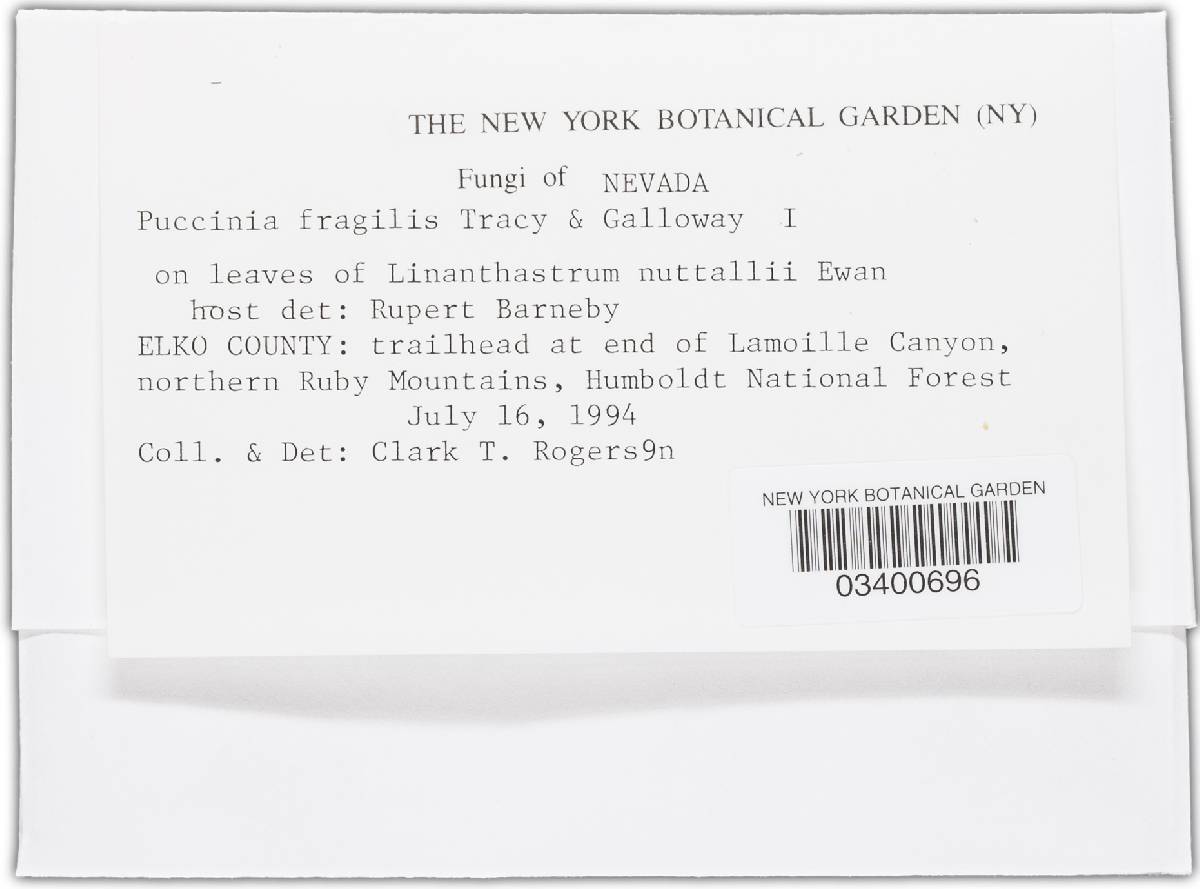 THE NEW YORK BOTANICAL GARDEN (NY)
Fungi of NEVADA
Puccinia fragilis Tracy & Galloway I
on leaves of Linanthastrum nuttallii Ewan
host det: Rupert Barneby
ELKO COUNTY: trailhead at end of Lamoille Canyon,
northern Ruby Mountains, Humboldt National Forest
July 16, 1994
Coll. & Det: Clark T. Rogers9n
NEW YORK BOTANICAL GARDEN
03400696